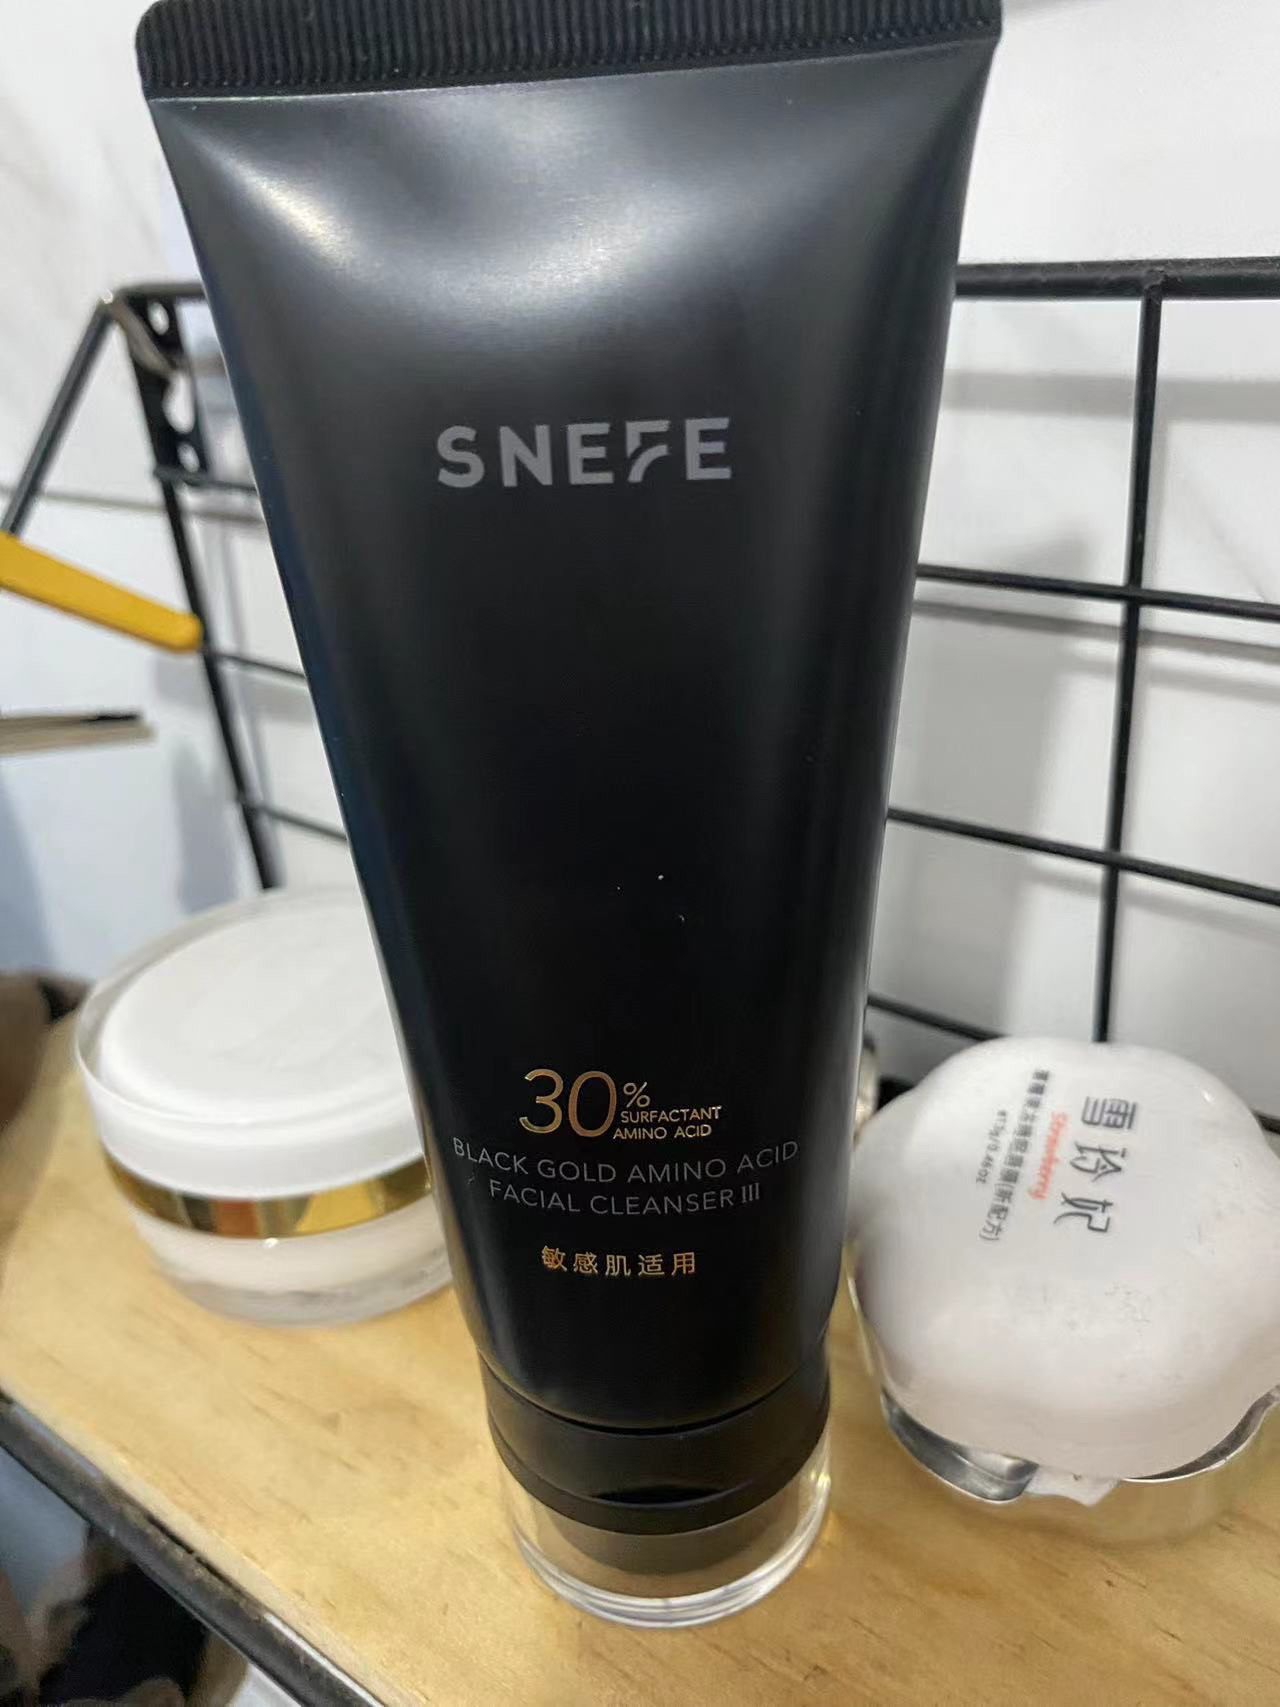 SNEFE
30%
SURFACTANT
AMINO ACID
BLACK GOLD AMINO ACID
FACIAL CLEANSER III
敏感肌适用
雪玲妃
Strawberry